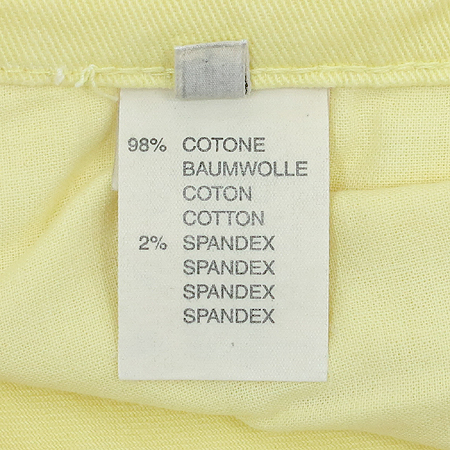 98% COTONE
BAUMWOLLE
COTON
COTTON
2% SPANDEX
SPANDEX
SPANDEX
SPANDEX